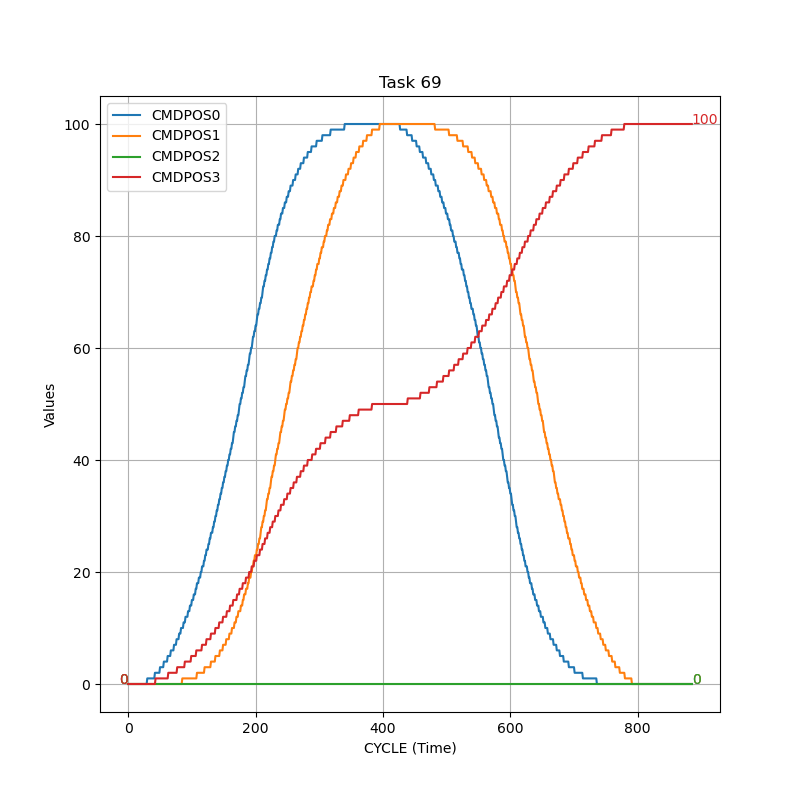 Task 69
CMDPOS0
CMDPOS1
CMDPOS2
CMDPOS3
100
100
80
60
40
20
0
0
0
0 200 400 600 800
Values
CYCLE (Time)